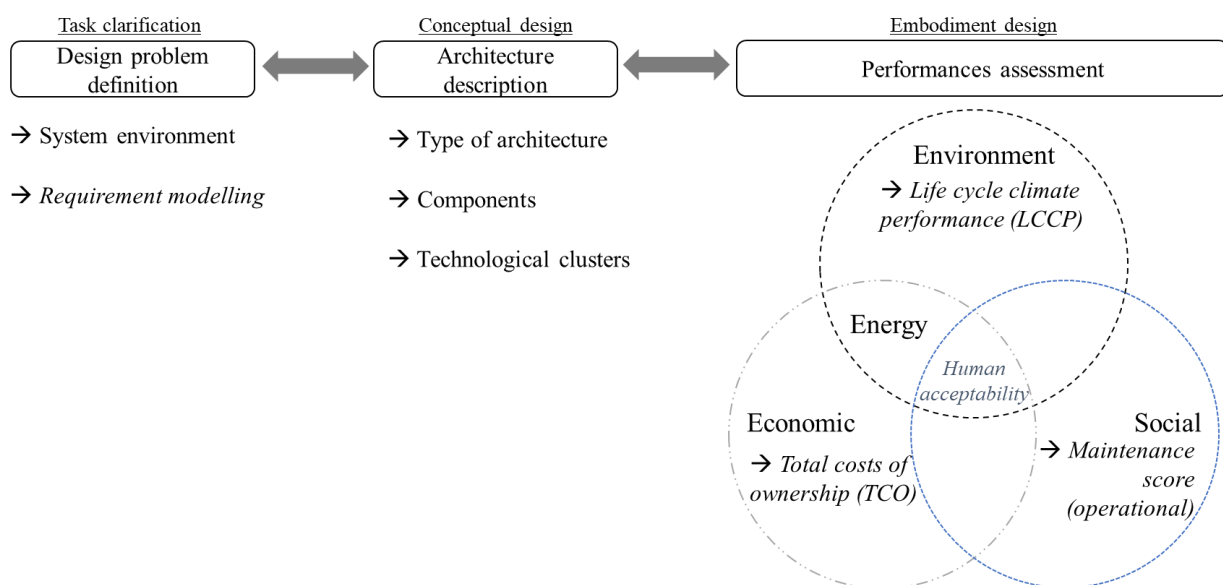 Task clarification
Design problem
definition
→ System environment
→ Requirement modelling
Conceptual design
Architecture
description
→ Type of architecture
→ Components
→ Technological clusters
Embodiment design
Performances assessment
Environment
→ Life cycle climate
performance (LCCP)
Energy
Human
acceptability
Economic
→ Total costs of
ownership (TCO)
Social
→ Maintenance
score
(operational)